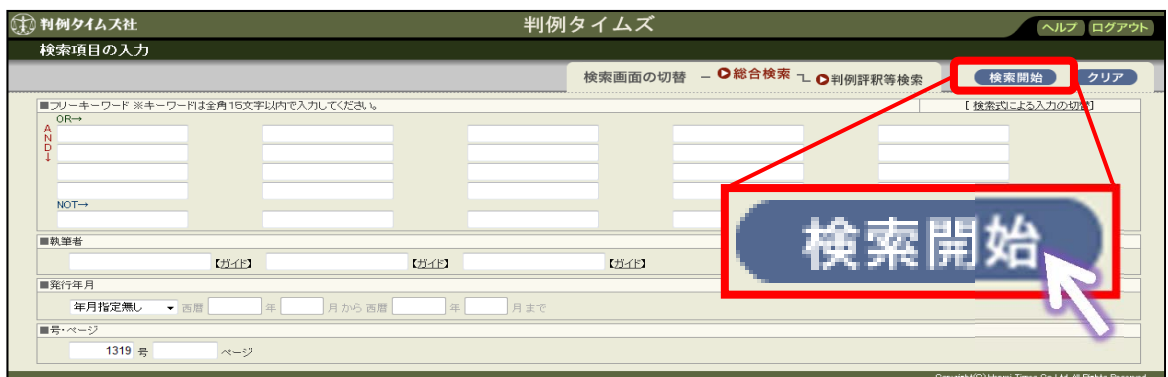 判例タイムズ社
判例タイムズ
ヘルプ ログアウト
検索項目の入力
検索画面の切替 － 総合検索 判例評釈等検索
検索開始 クリア
■フリーキーワード ※キーワードは全角16文字以内で入力してください。
[ 検索式による入力の切替]
OR→
AND↓
NOT→
検索開始
■執筆者
【ガイド】 【ガイド】 【ガイド】
■発行年月
年月指定無し 西暦 年 月から 西暦 年 月まで
■号・ページ
1319 号 ページ